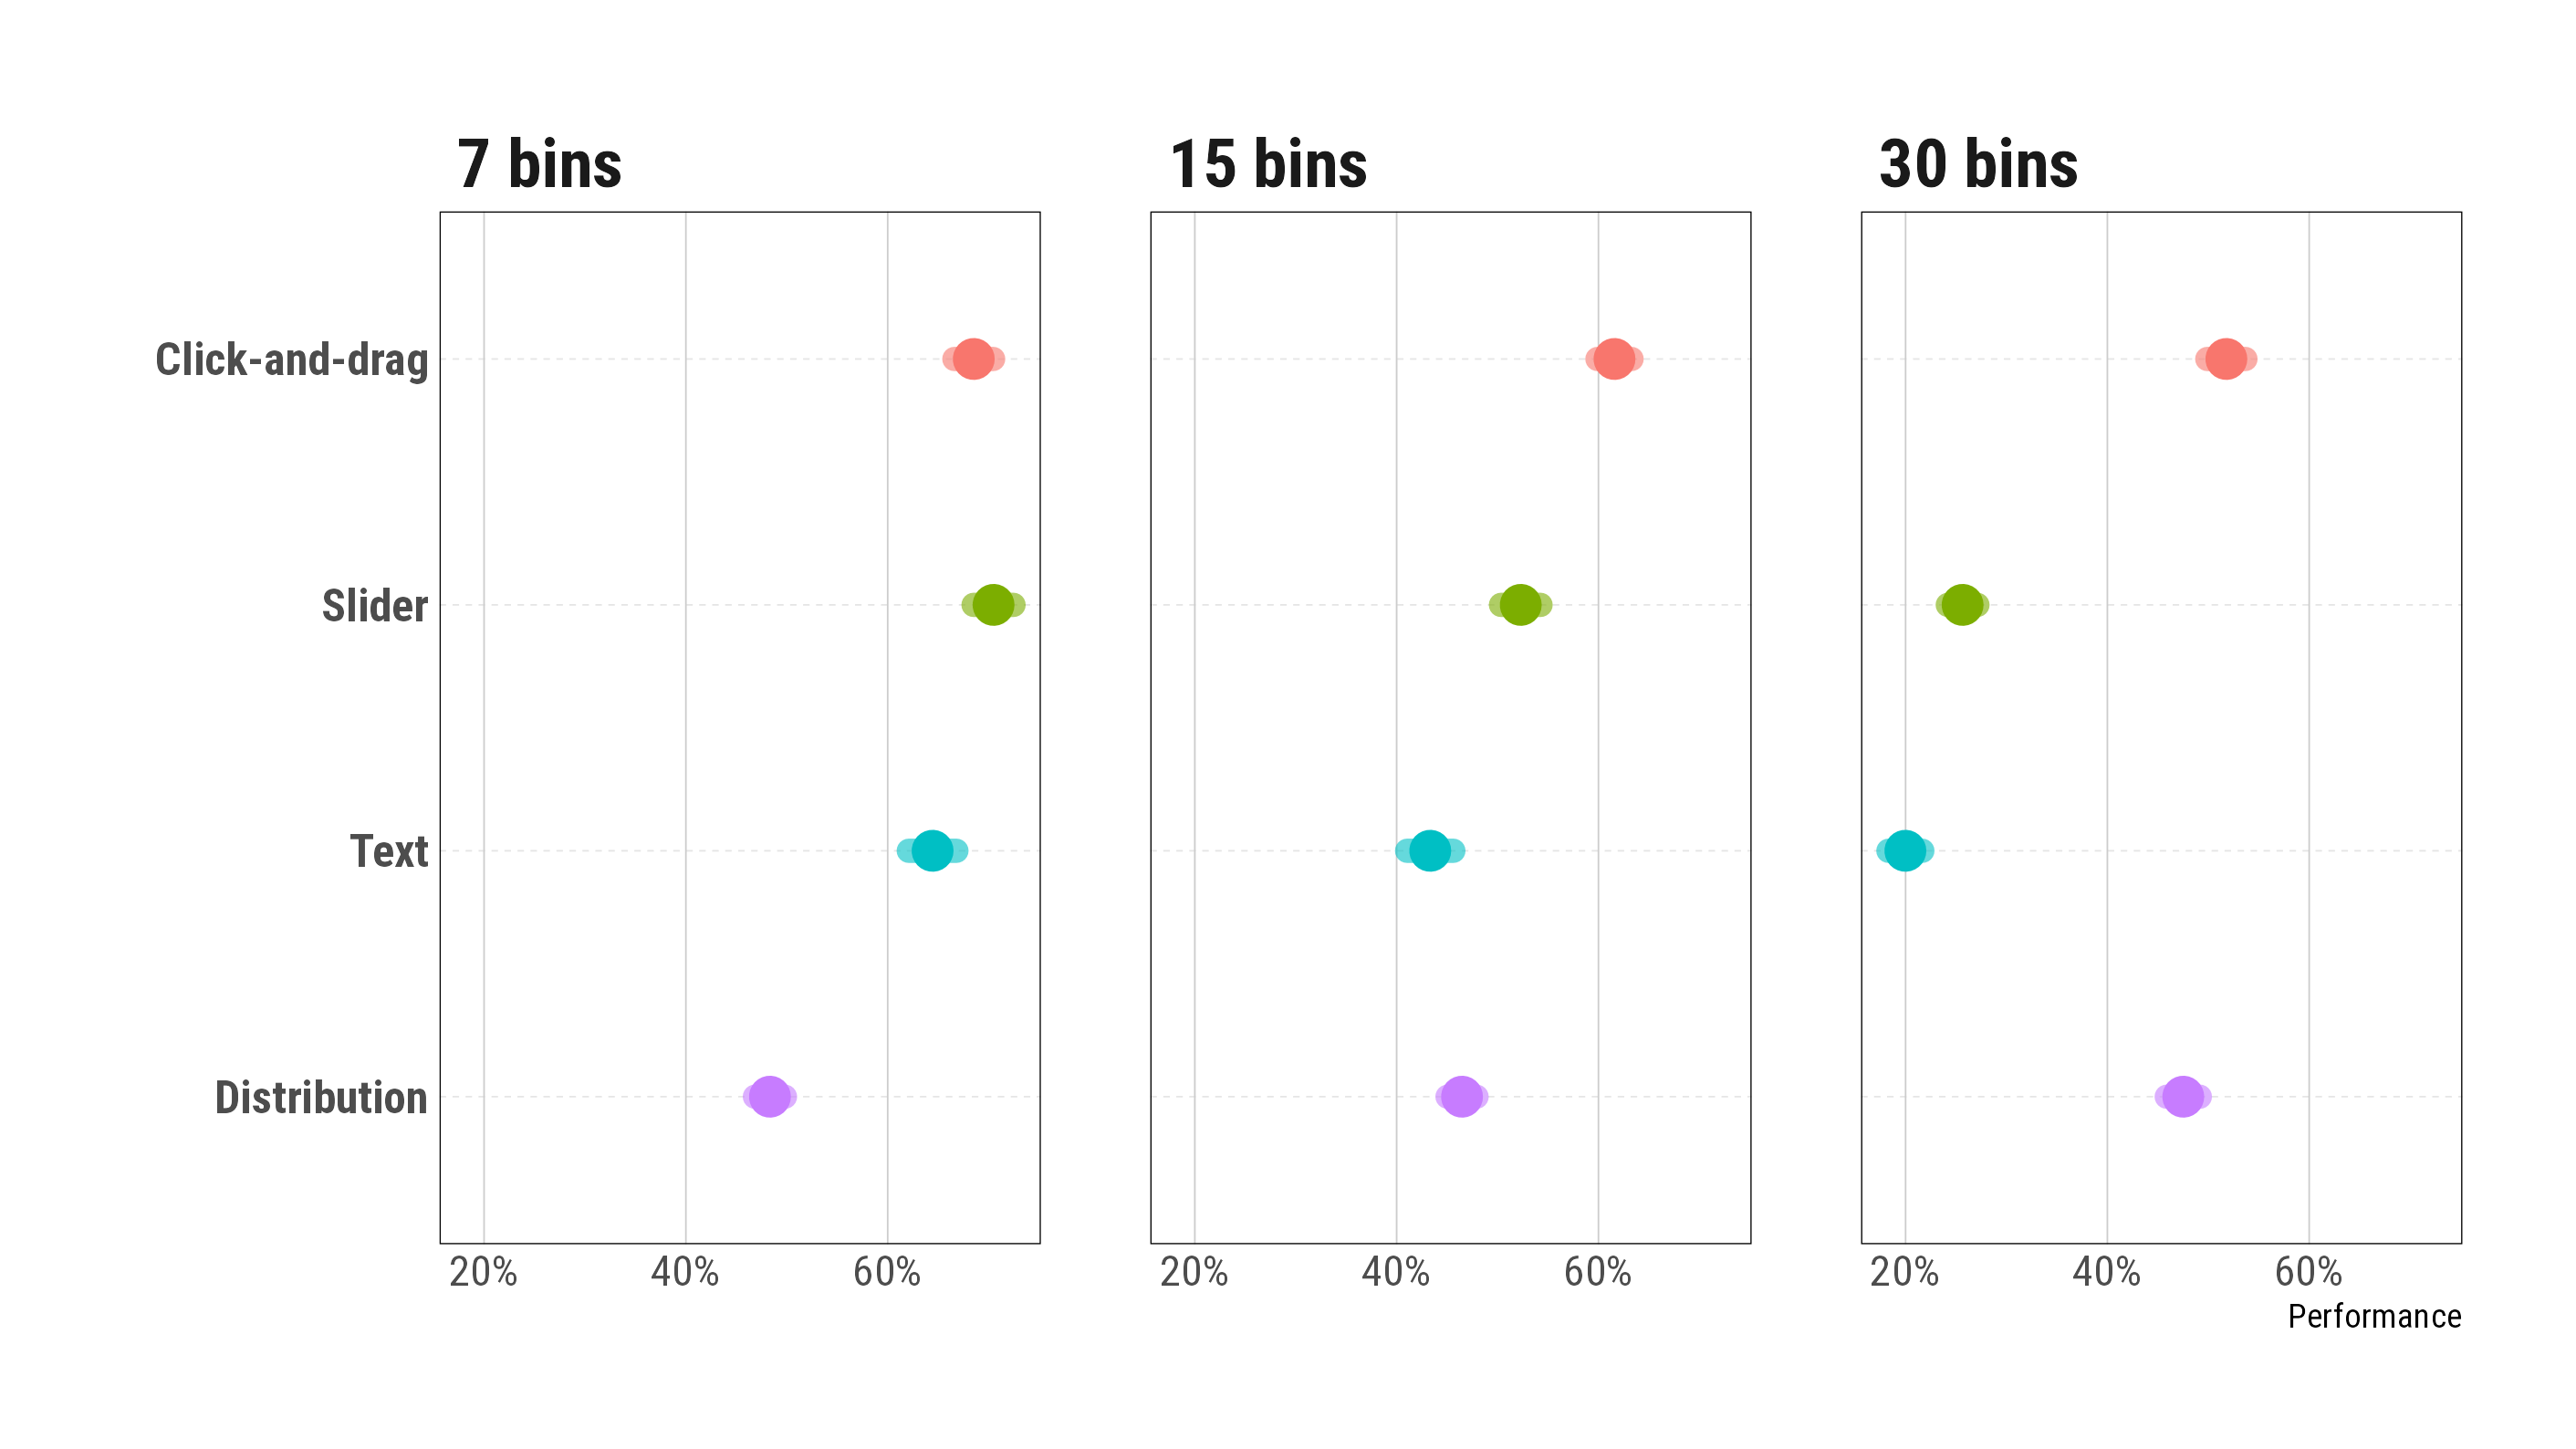 7 bins
15 bins
30 bins
Click-and-drag
Slider
Text
Distribution
20% 40% 60%
20% 40% 60%
20% 40% 60%
Performance